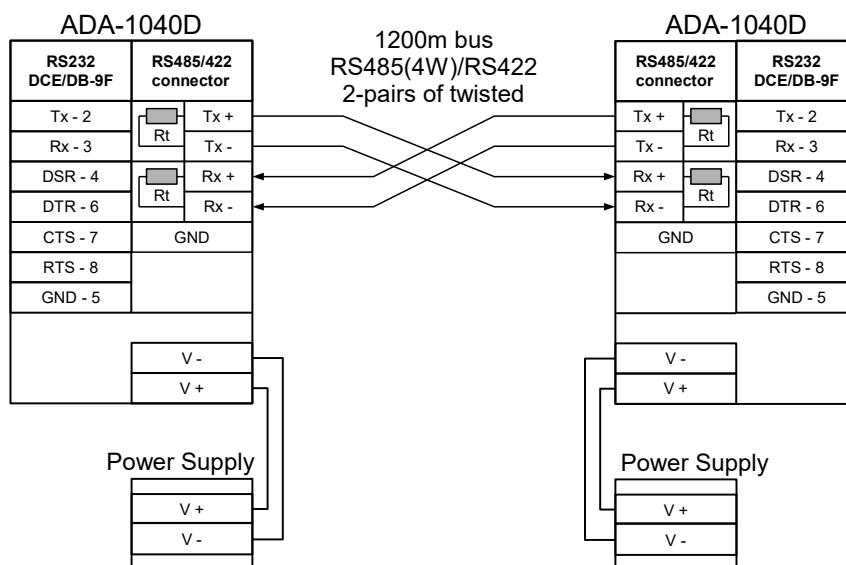 ADA-1040D
RS232
DCE/DB-9F
RS485/422
connector
Tx - 2
Rx - 3
DSR - 4
DTR - 6
CTS - 7
RTS - 8
GND - 5
Rt
Rt
Tx +
Tx -
Rx +
Rx -
GND
V -
V +
Power Supply
V +
V -
1200m bus
RS485(4W)/RS422
2-pairs of twisted
ADA-1040D
RS485/422
connector
RS232
DCE/DB-9F
Tx +
Tx -
Rx +
Rx -
Rt
Rt
GND
Tx - 2
Rx - 3
DSR - 4
DTR - 6
CTS - 7
RTS - 8
GND - 5
V -
V +
Power Supply
V +
V -